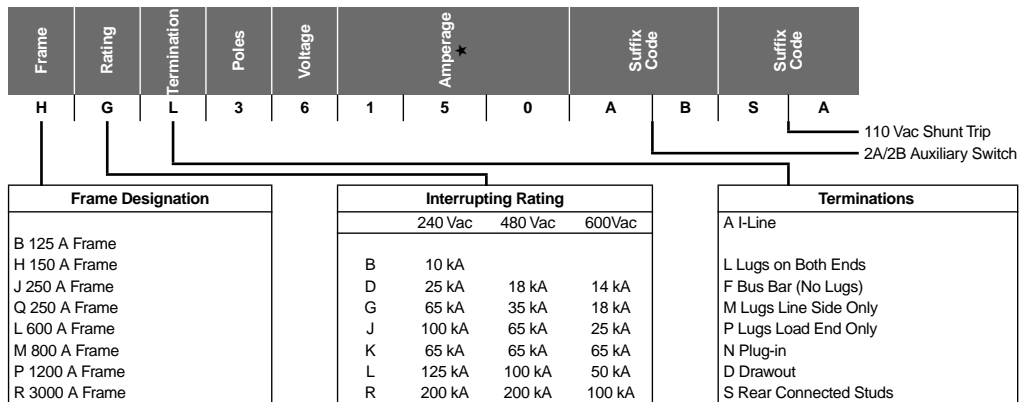 Frame Rating Termination Poles Voltage Amperage★ Suffix Code Suffix Code
H G L 3 6 1 5 0 A B S A
110 Vac Shunt Trip
2A/2B Auxiliary Switch
Frame Designation
B 125 A Frame
H 150 A Frame
J 250 A Frame
Q 250 A Frame
L 600 A Frame
M 800 A Frame
P 1200 A Frame
R 3000 A Frame
Interrupting Rating
240 Vac 480 Vac 600Vac
B 10 kA
D 25 kA 18 kA 14 kA
G 65 kA 35 kA 18 kA
J 100 kA 65 kA 25 kA
K 65 kA 65 kA 65 kA
L 125 kA 100 kA 50 kA
R 200 kA 200 kA 100 kA
Terminations
A I-Line
L Lugs on Both Ends
F Bus Bar (No Lugs)
M Lugs Line Side Only
P Lugs Load End Only
N Plug-in
D Drawout
S Rear Connected Studs